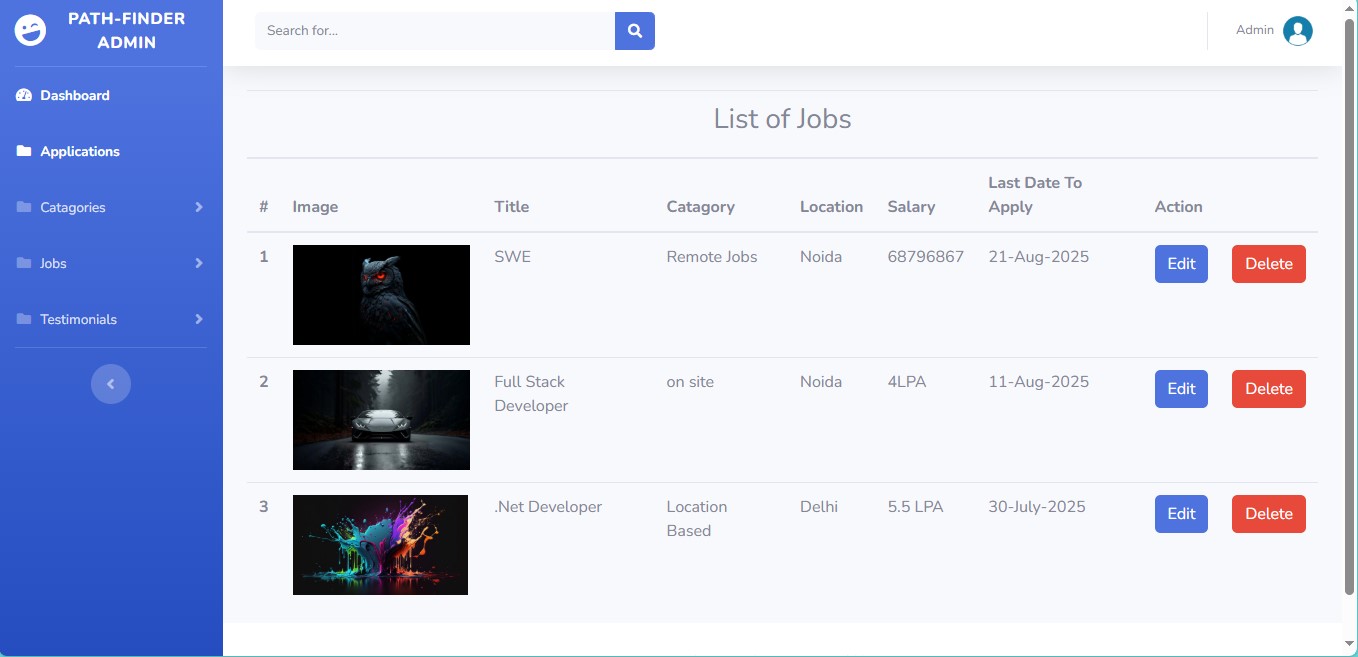 PATH-FINDER
ADMIN
Search for...
Admin
Dashboard
Applications
Catagories
Jobs
Testimonials
List of Jobs
# Image Title Catagory Location Salary Last Date To
Apply Action
1 SWE Remote Jobs Noida 68796867 21-Aug-2025 Edit Delete
2 Full Stack on site Noida 4LPA 11-Aug-2025 Edit Delete
Developer
3 .Net Developer Location Delhi 5.5 LPA 30-July-2025 Edit Delete
Based